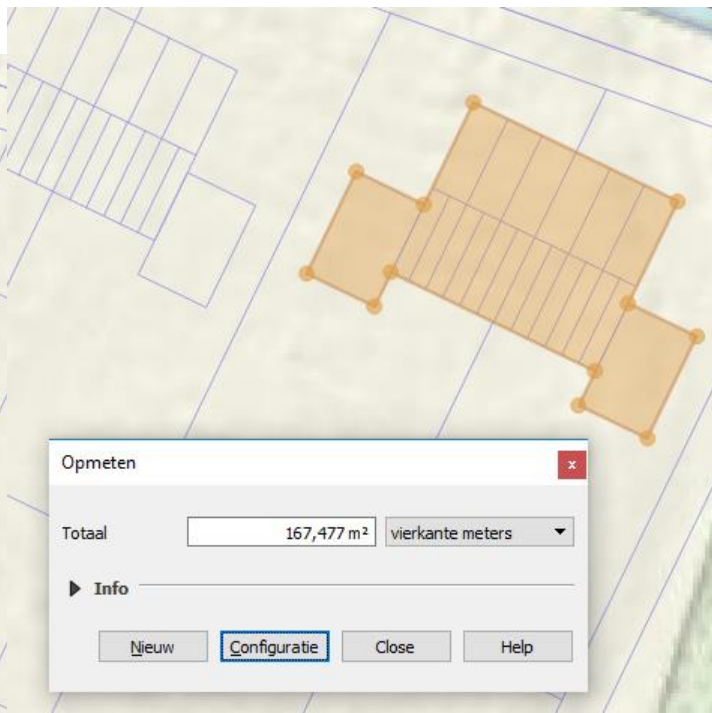 Opmeten
x
Totaal 167,477 m² vierkante meters
Info
Nieuw Configuratie Close Help